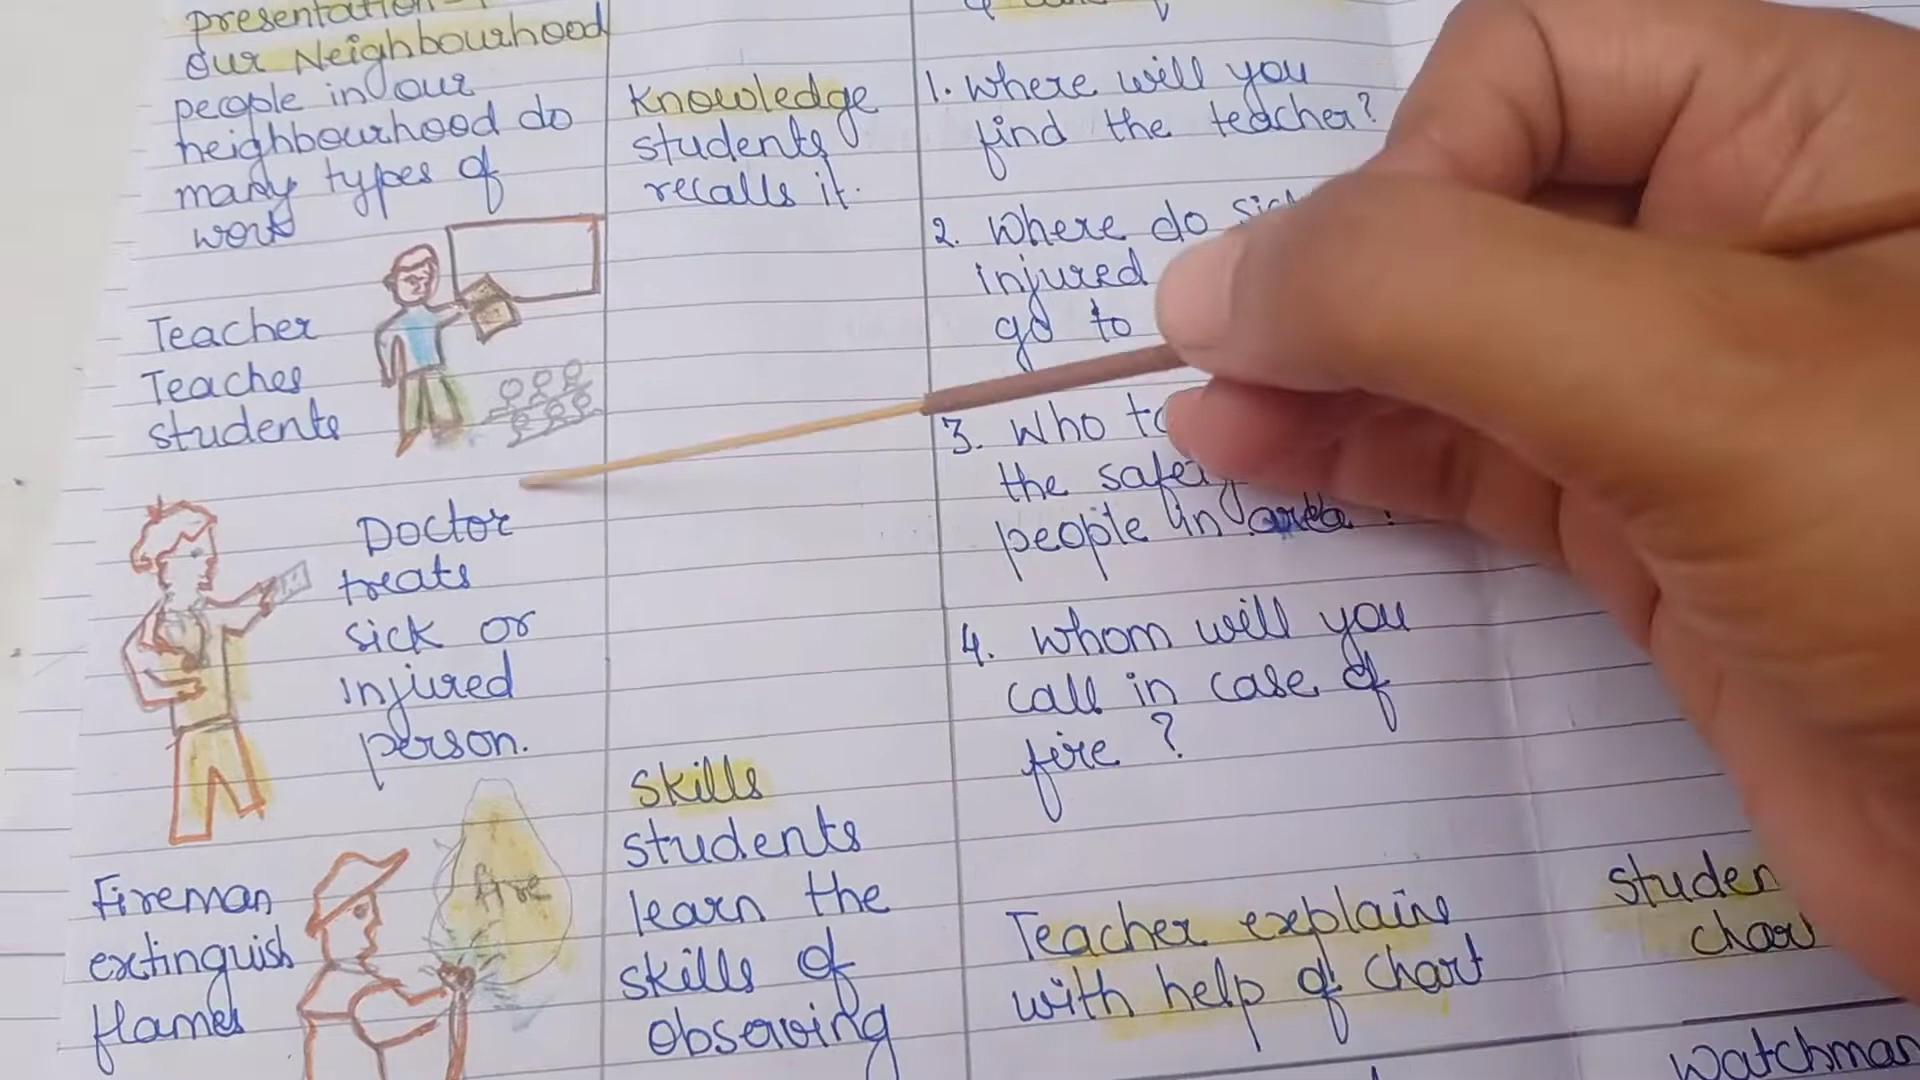 presentation
our Neighbourhood
people in our
neighbourhood do
many types of
work
Teacher
Teaches
students
Doctor
treats
sick or
injured
person.
fire
Fireman
extinguish
flames
Knowledge
students
recalls it.
Skills
students
learn the
skills of
observing
1. Where will you
find the teacher?
2. Where do
injured
go to
3. Who
the
people in area ?
4. Whom will you
call in case of
fire ?
Teacher explains
with help of chart
Watchman